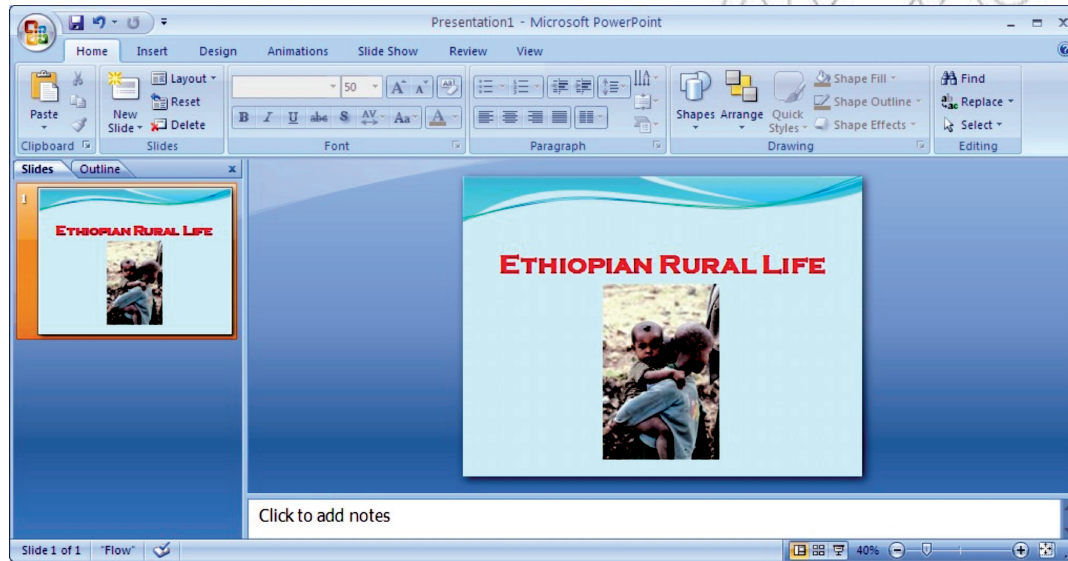 Presentation1 - Microsoft PowerPoint
Home Insert Design Animations Slide Show Review View
Paste
Clipboard
New Slide
Layout
Reset
Delete
Slides
50
B I U abc S AV Aa A
Font
Paragraph
Shapes Arrange Quick Styles
Shape Fill
Shape Outline
Shape Effects
Drawing
Find
Replace
Select
Editing
Slides Outline x
1
ETHIOPIAN RURAL LIFE
ETHIOPIAN RURAL LIFE
Click to add notes
Slide 1 of 1 "Flow" 40%